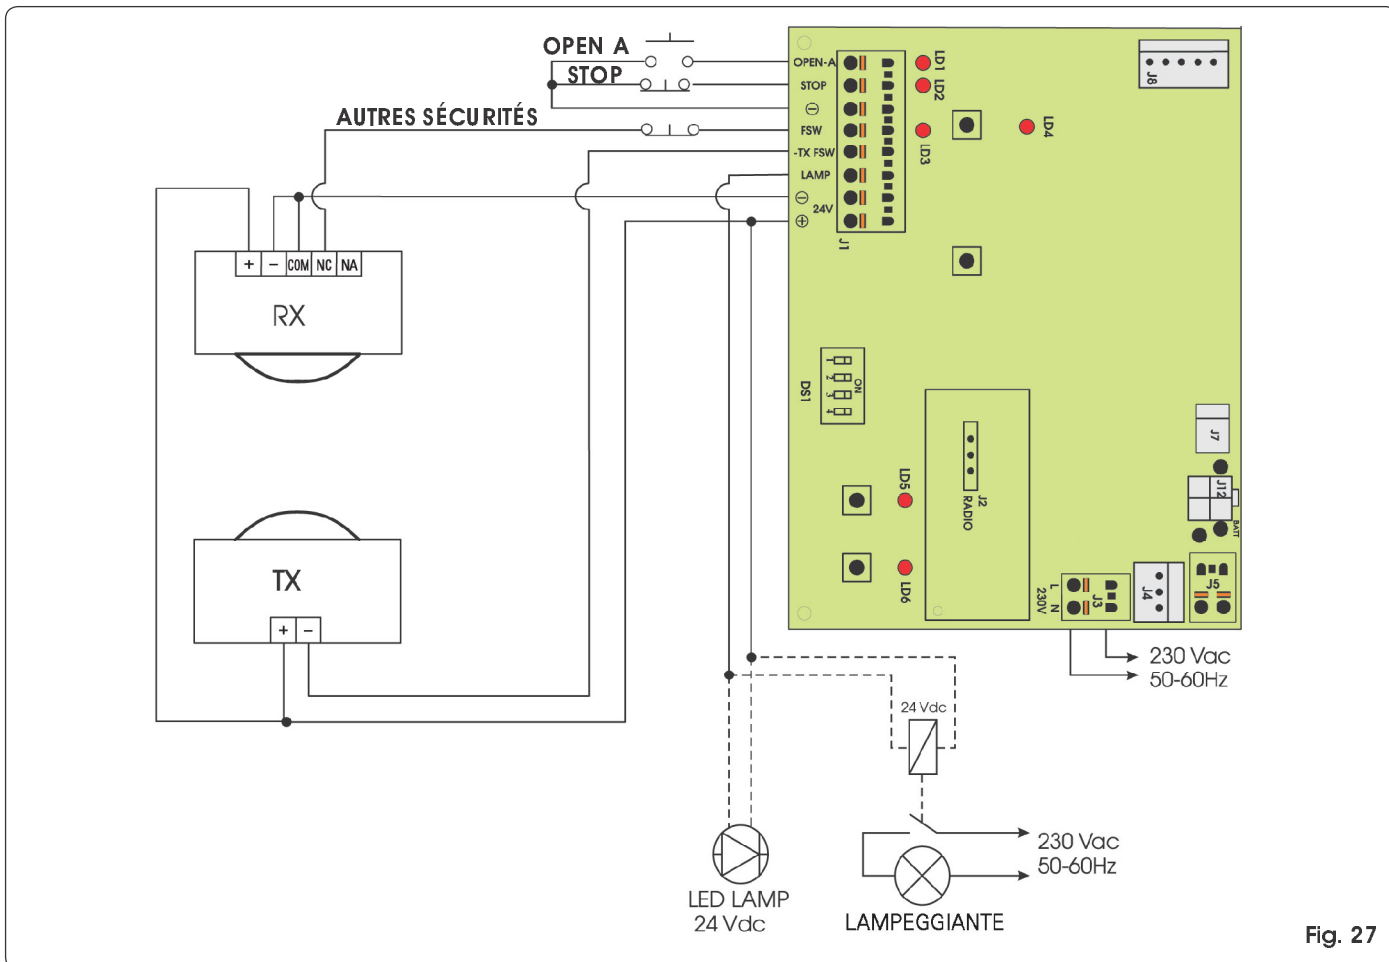 OPEN A
STOP
AUTRES SÉCURITÉS
OPEN-A
STOP
⊖
FSW
-TX FSW
LAMP
⊖
24V
⊕
J1
LD1
LD2
LD3
LD4
J8
+ − COM NC NA
RX
TX
+ −
DS1
1
2
3
4
ON
LD5
LD6
J2
RADIO
J7
J12
BATT
L
N
230V
J3
J4
J5
230 Vac
50-60Hz
24 Vdc
LED LAMP
24 Vdc
LAMPEGGIANTE
230 Vac
50-60Hz
Fig. 27